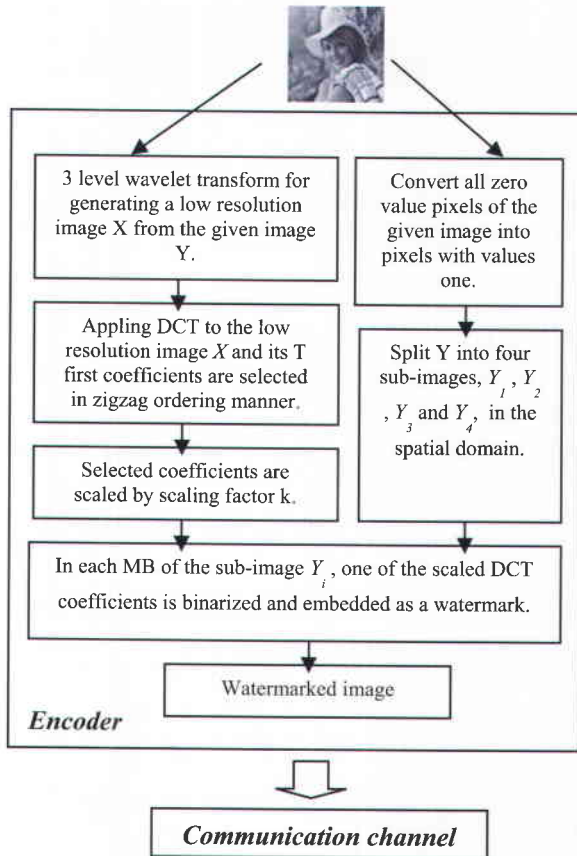 3 level wavelet transform for
generating a low resolution
image X from the given image
Y.
Convert all zero
value pixels of the
given image into
pixels with values
one.
Appling DCT to the low
resolution image X and its T
first coefficients are selected
in zigzag ordering manner.
Split Y into four
sub-images, Y1 , Y2
, Y3 and Y4, in the
spatial domain.
Selected coefficients are
scaled by scaling factor k.
In each MB of the sub-image Yi , one of the scaled DCT
coefficients is binarized and embedded as a watermark.
Watermarked image
Encoder
Communication channel